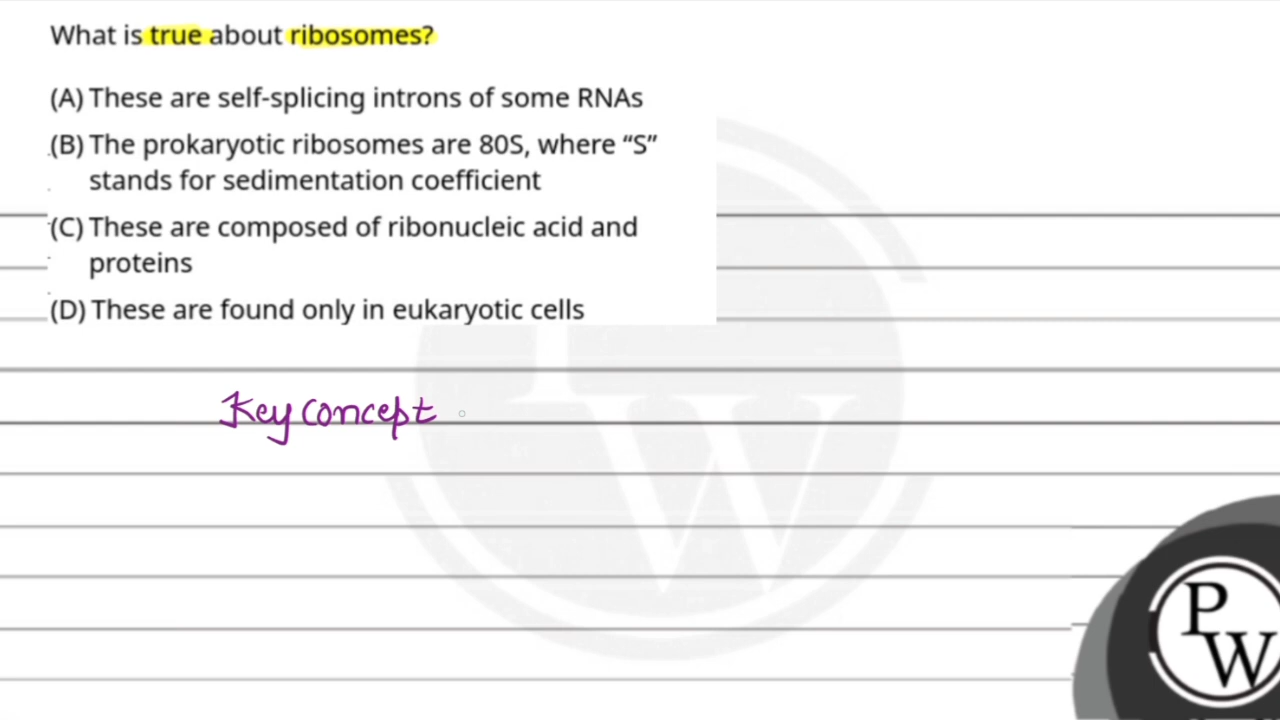 What is true about ribosomes?
(A) These are self-splicing introns of some RNAs
(B) The prokaryotic ribosomes are 80S, where “S”
stands for sedimentation coefficient
(C) These are composed of ribonucleic acid and
proteins
(D) These are found only in eukaryotic cells
Key concept
P
W